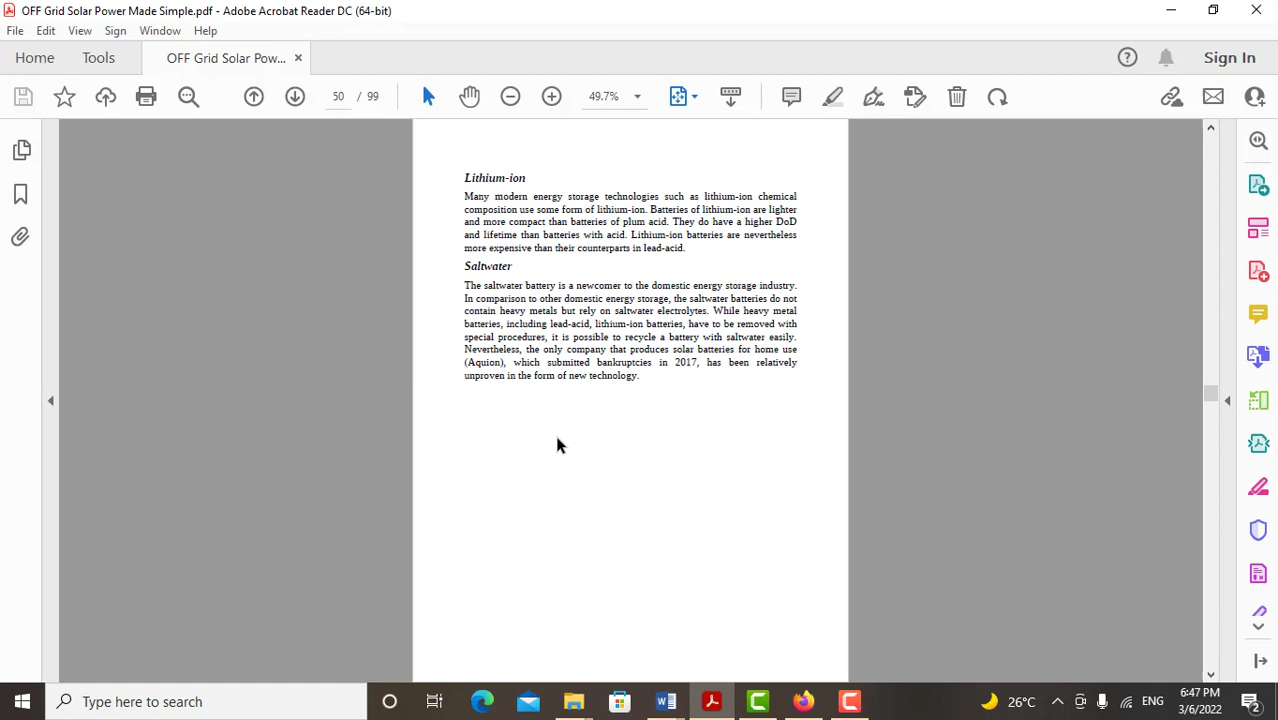 OFF Grid Solar Power Made Simple.pdf - Adobe Acrobat Reader DC (64-bit)
File Edit View Sign Window Help
Home Tools OFF Grid Solar Pow... Sign In
50 / 99 49.7%
Lithium-ion
Many modern energy storage technologies such as lithium-ion chemical
composition use some form of lithium-ion. Batteries of lithium-ion are lighter
and more compact than batteries of plum acid. They do have a higher DoD
and lifetime than batteries with acid. Lithium-ion batteries are nevertheless
more expensive than their counterparts in lead-acid.
Saltwater
The saltwater battery is a newcomer to the domestic energy storage industry.
In comparison to other domestic energy storage, the saltwater batteries do not
contain heavy metals but rely on saltwater electrolytes. While heavy metal
batteries, including lead-acid, lithium-ion batteries, have to be removed with
special procedures, it is possible to recycle a battery with saltwater easily.
Nevertheless, the only company that produces solar batteries for home use
(Aquion), which submitted bankruptcies in 2017, has been relatively
unproven in the form of new technology.
Type here to search 26°C ENG 6:47 PM
3/6/2022 2